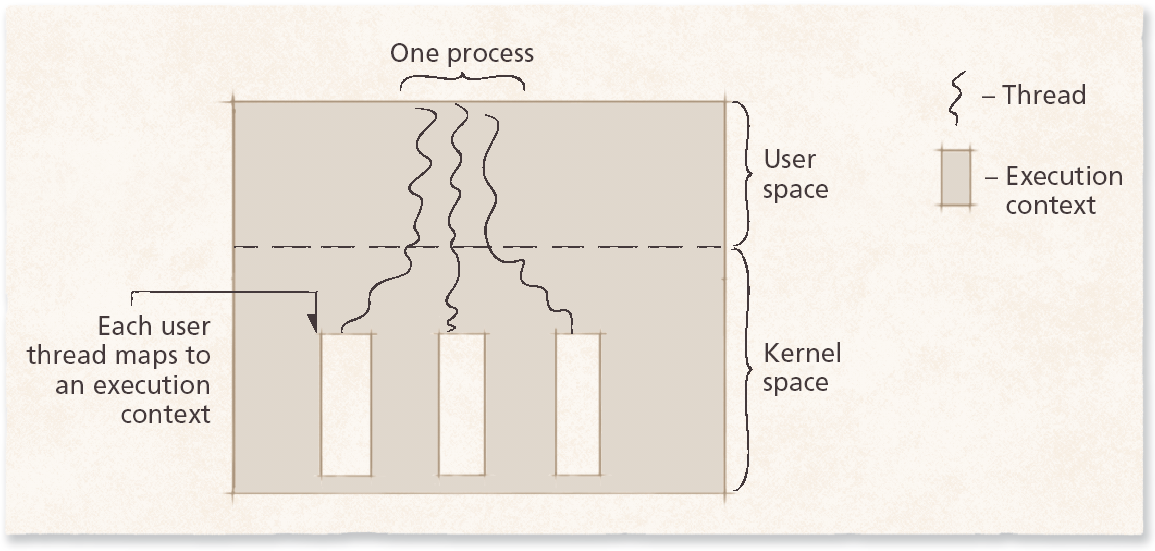 One process
– Thread
User
space
– Execution
context
Each user
thread maps to
an execution
context
Kernel
space